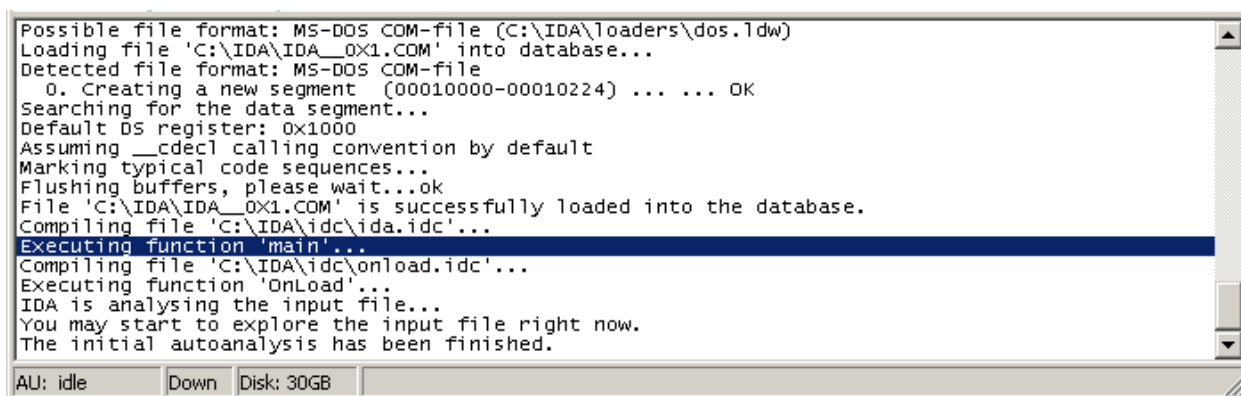 Possible file format: MS-DOS COM-file (C:\IDA\loaders\dos.ldw)
Loading file 'C:\IDA\IDA__0X1.COM' into database...
Detected file format: MS-DOS COM-file
  0. Creating a new segment  (00010000-00010224) ... ... OK
Searching for the data segment...
Default DS register: 0x1000
Assuming __cdecl calling convention by default
Marking typical code sequences...
Flushing buffers, please wait...ok
File 'C:\IDA\IDA__0X1.COM' is successfully loaded into the database.
Compiling file 'C:\IDA\idc\ida.idc'...
Executing function 'main'...
Compiling file 'C:\IDA\idc\onload.idc'...
Executing function 'OnLoad'...
IDA is analysing the input file...
You may start to explore the input file right now.
The initial autoanalysis has been finished.
AU: idle Down Disk: 30GB